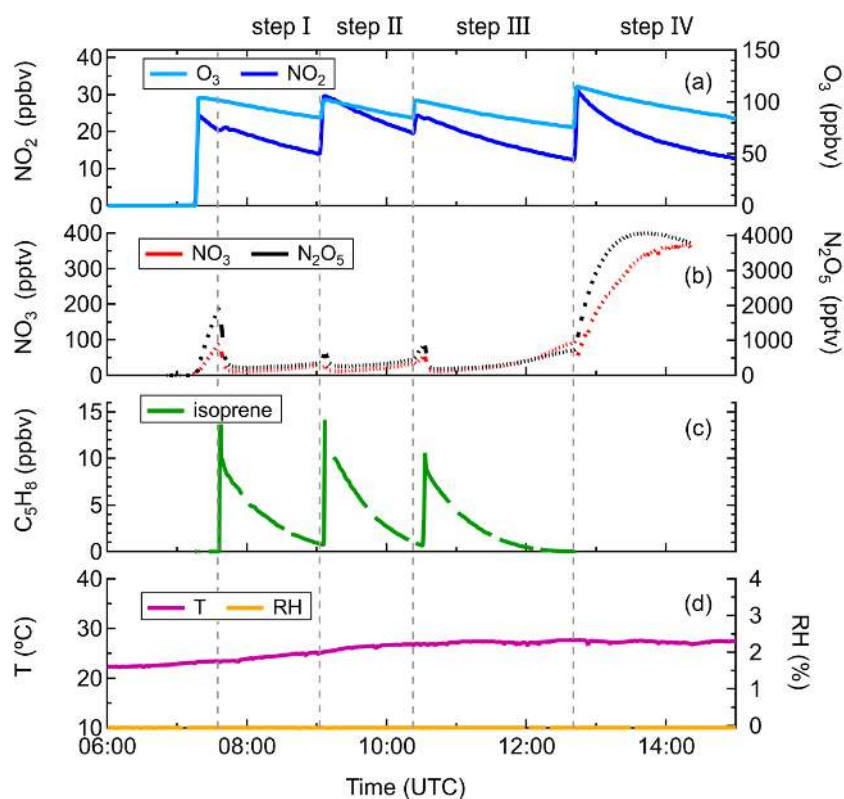 step I step II step III step IV
40 150
O₃ NO₂ (a)
30 100
20
10 50
0 0
NO₂ (ppbv)
O₃ (ppbv)
400 4000
NO₃ N₂O₅ (b)
300 3000
200 2000
100 1000
0 0
NO₃ (pptv)
N₂O₅ (pptv)
isoprene
15 (c)
10
5
0
C₅H₈ (ppbv)
40 4
T RH (d)
30 3
2
20 1
10 0
T (ºC)
RH (%)
06:00 08:00 10:00 12:00 14:00
Time (UTC)